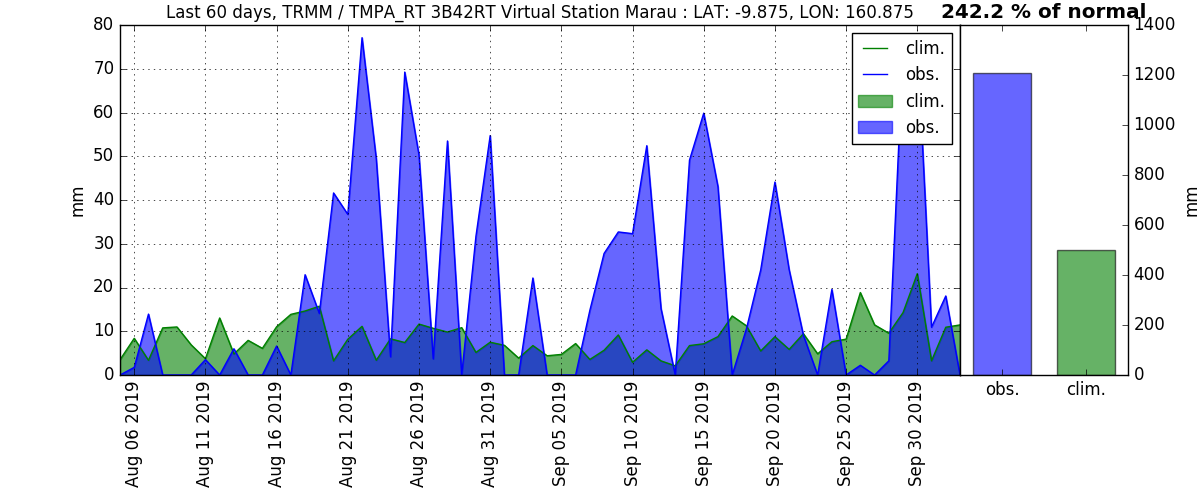 Last 60 days, TRMM / TMPA_RT 3B42RT Virtual Station Marau : LAT: -9.875, LON: 160.875
242.2 % of normal
80
70
60
50
40
30
20
10
0
mm
clim.
obs.
clim.
obs.
1400
1200
1000
800
600
400
200
0
mm
Aug 06 2019
Aug 11 2019
Aug 16 2019
Aug 21 2019
Aug 26 2019
Aug 31 2019
Sep 05 2019
Sep 10 2019
Sep 15 2019
Sep 20 2019
Sep 25 2019
Sep 30 2019
obs.
clim.